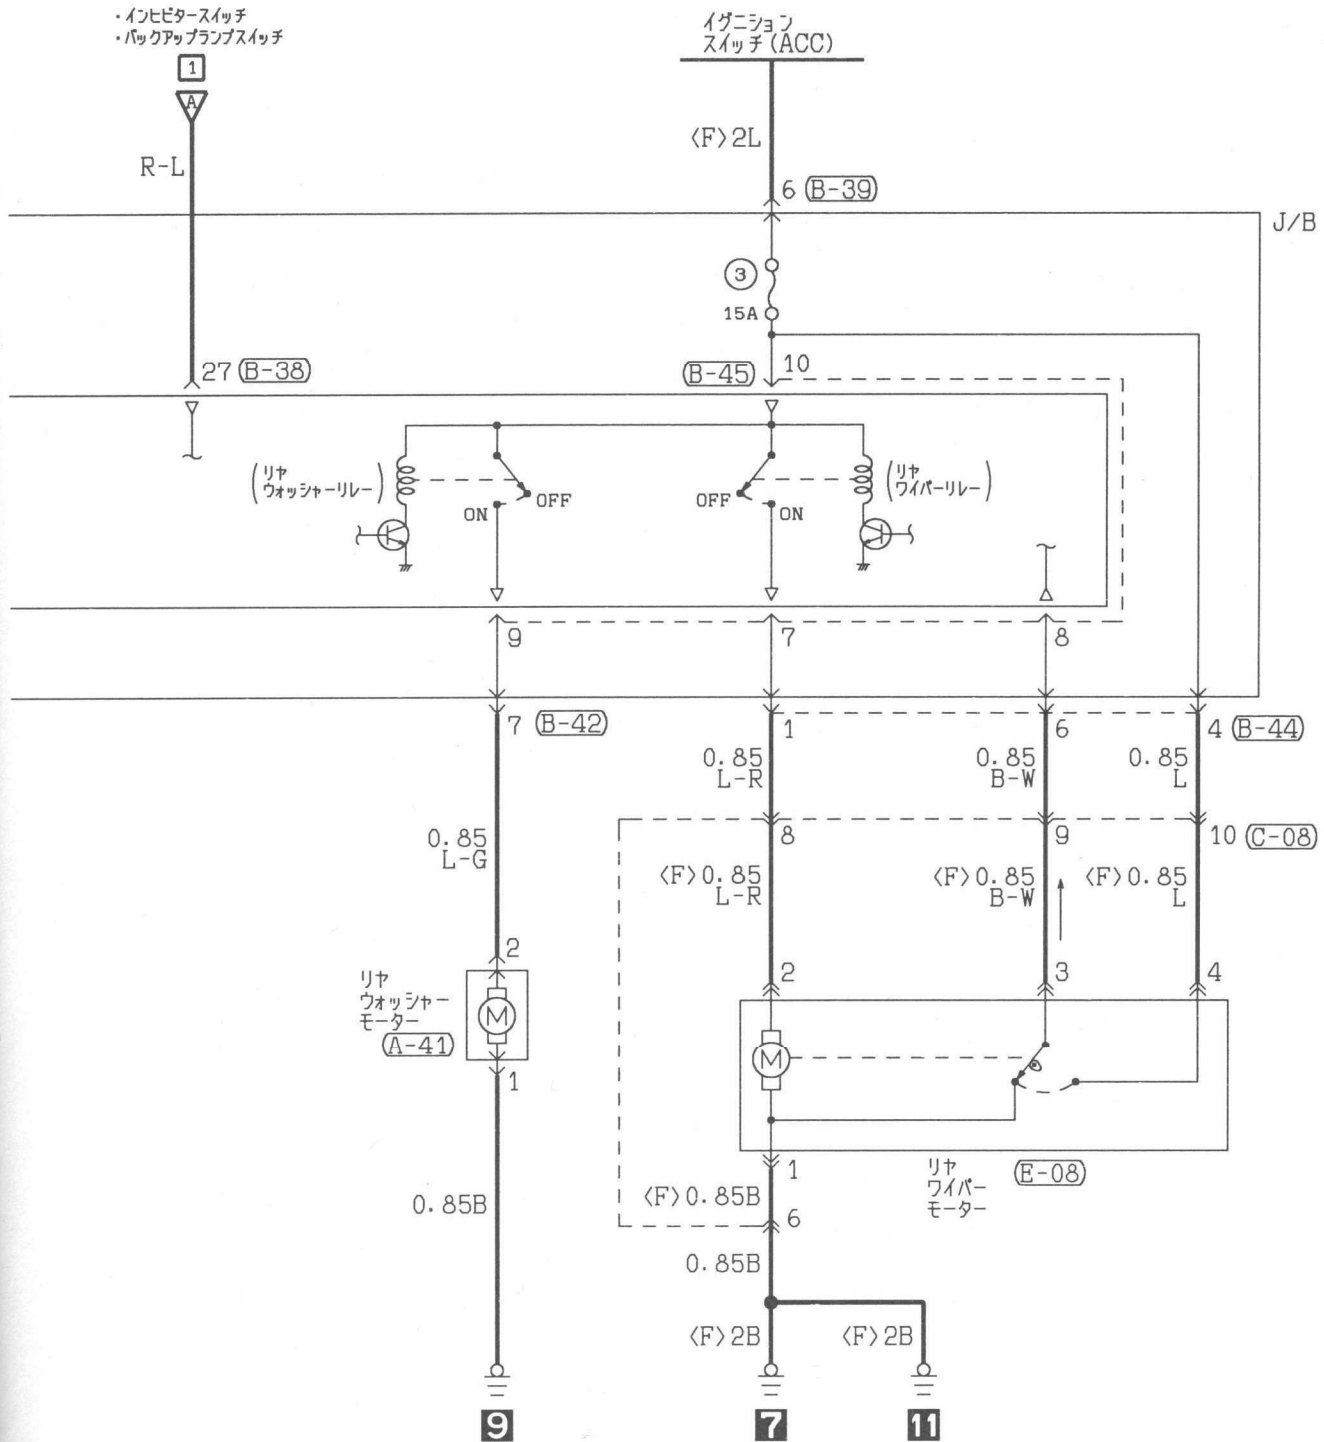 ・インヒビタースイッチ
・バックアップランプスイッチ
1
A
R-L
イグニション
スイッチ(ACC)
〈F〉2L
6 B-39
J/B
3
15A
27 B-38
B-45 10
リヤ
ウォッシャーリレー
OFF
ON
OFF
ON
リヤ
ワイパーリレー
9
7
8
7 B-42
1
6
4 B-44
0.85
L-R
0.85
B-W
0.85
L
0.85
L-G
8
9
10 C-08
〈F〉0.85
L-R
〈F〉0.85
B-W
〈F〉0.85
L
2
2
3
4
リヤ
ウォッシャー
モーター
A-41
M
M
1
1
リヤ
ワイパー
モーター
E-08
0.85B
〈F〉0.85B
6
0.85B
〈F〉2B
〈F〉2B
9
7
11